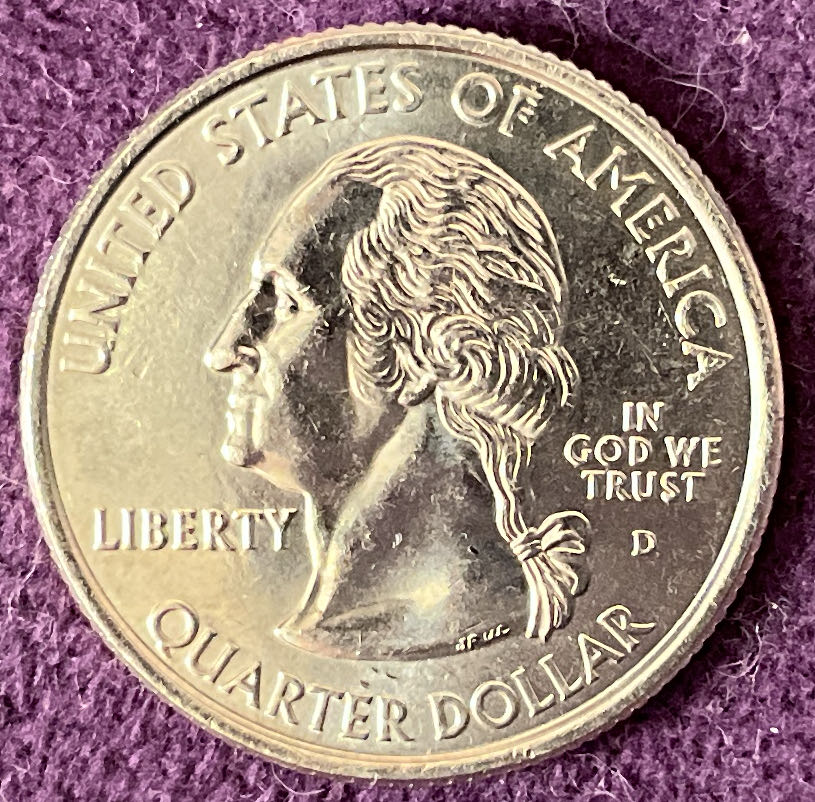 UNITED STATES OF AMERICA
LIBERTY
IN
GOD WE
TRUST
D
QUARTER DOLLAR